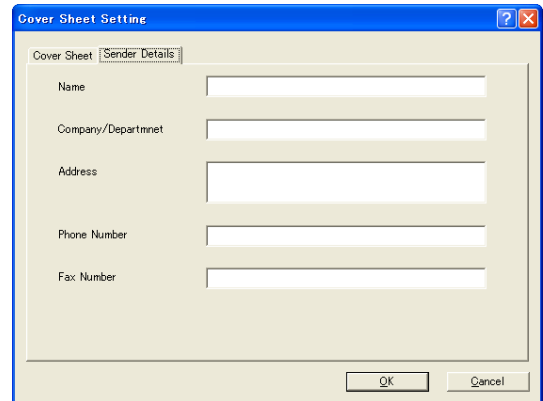 Cover Sheet Setting
Cover Sheet Sender Details
Name
Company/Departmnet
Address
Phone Number
Fax Number
OK Cancel